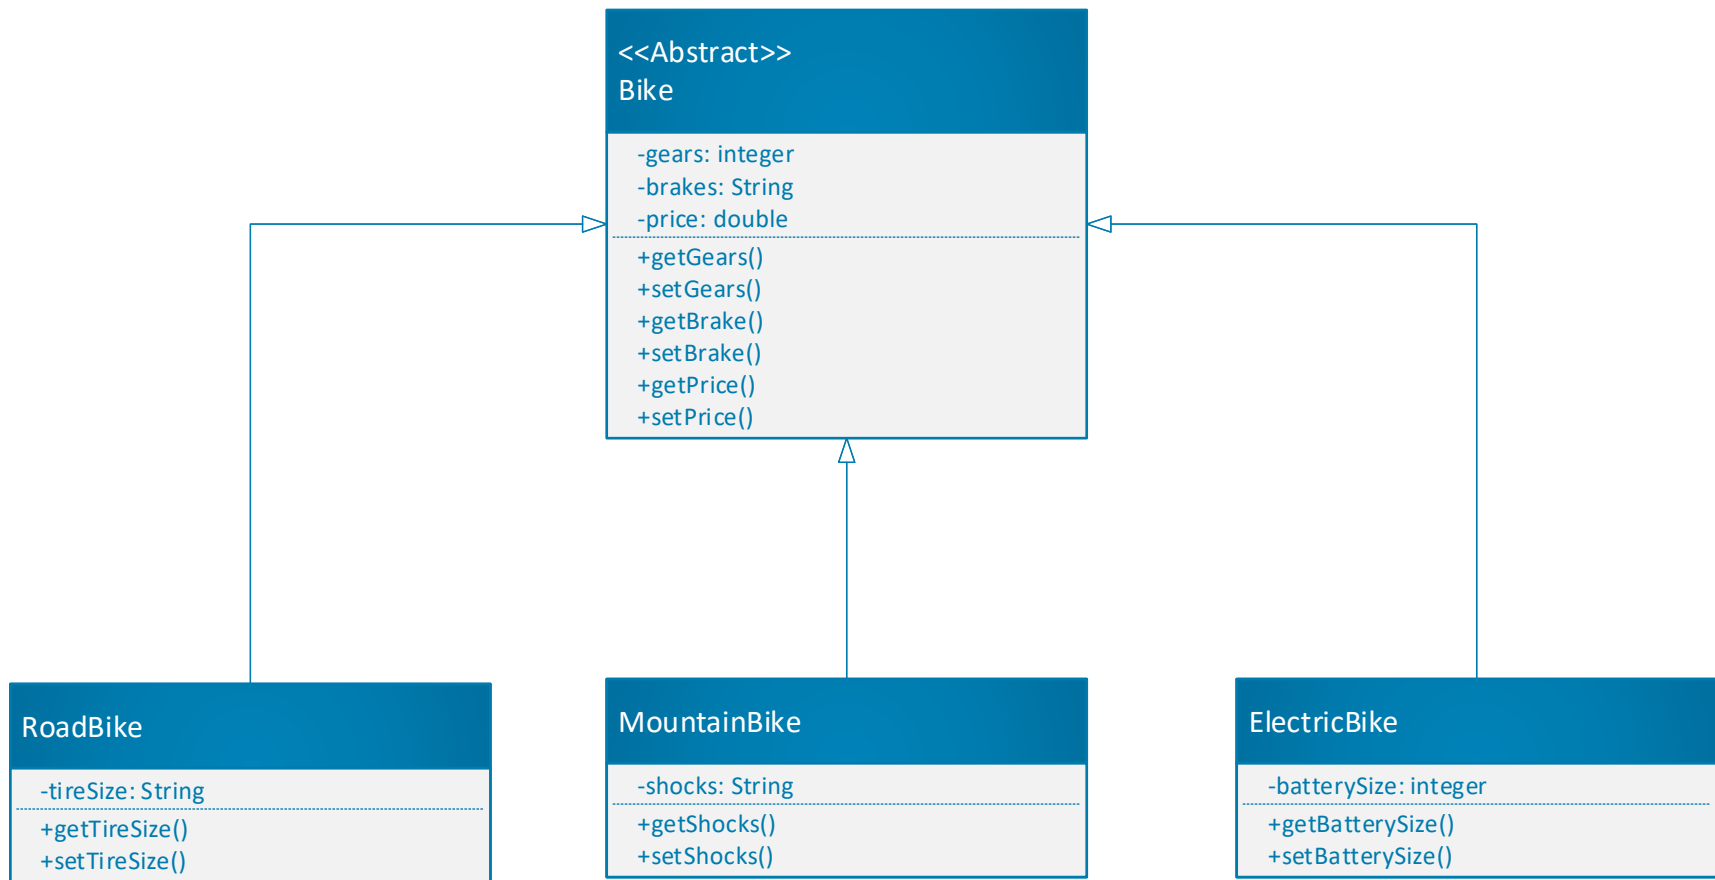 <<Abstract>>
Bike
-gears: integer
-brakes: String
-price: double
+getGears()
+setGears()
+getBrake()
+setBrake()
+getPrice()
+setPrice()
RoadBike
-tireSize: String
+getTireSize()
+setTireSize()
MountainBike
-shocks: String
+getShocks()
+setShocks()
ElectricBike
-batterySize: integer
+getBatterySize()
+setBatterySize()